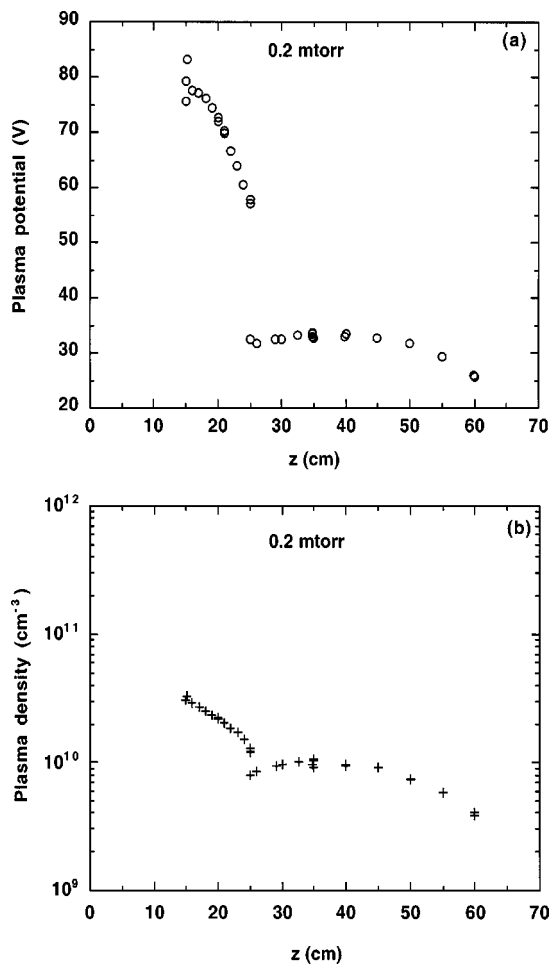 (a)
0.2 mtorr
Plasma potential (V)
90
80
70
60
50
40
30
20
0 10 20 30 40 50 60 70
z (cm)
(b)
0.2 mtorr
Plasma density (cm⁻³)
10¹²
10¹¹
10¹⁰
10⁹
0 10 20 30 40 50 60 70
z (cm)